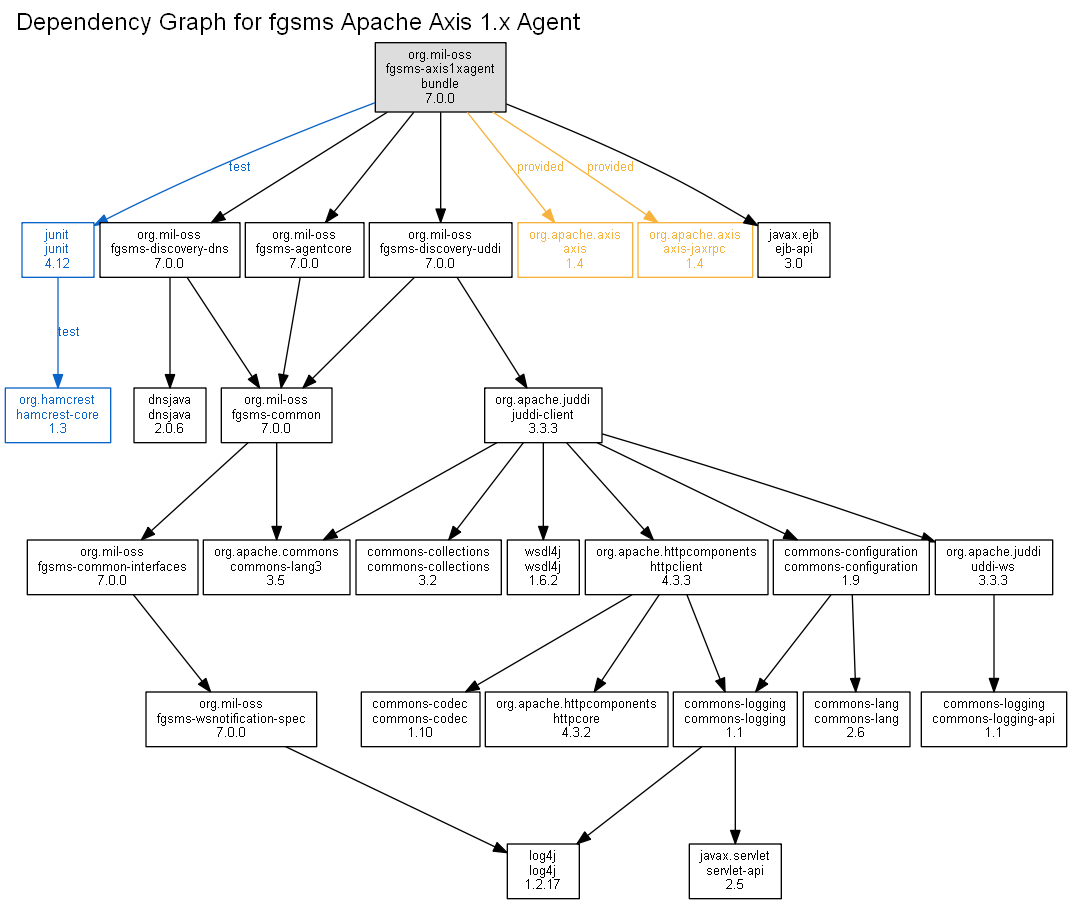 Dependency Graph for fgsms Apache Axis 1.x Agent
org.mil-oss
fgsms-axis1xagent
bundle
7.0.0
test
provided
provided
junit
junit
4.12
org.mil-oss
fgsms-discovery-dns
7.0.0
org.mil-oss
fgsms-agentcore
7.0.0
org.mil-oss
fgsms-discovery-uddi
7.0.0
org.apache.axis
axis
1.4
org.apache.axis
axis-jaxrpc
1.4
javax.ejb
ejb-api
3.0
test
org.hamcrest
hamcrest-core
1.3
dnsjava
dnsjava
2.0.6
org.mil-oss
fgsms-common
7.0.0
org.apache.juddi
juddi-client
3.3.3
org.mil-oss
fgsms-common-interfaces
7.0.0
org.apache.commons
commons-lang3
3.5
commons-collections
commons-collections
3.2
wsdl4j
wsdl4j
1.6.2
org.apache.httpcomponents
httpclient
4.3.3
commons-configuration
commons-configuration
1.9
org.apache.juddi
uddi-ws
3.3.3
org.mil-oss
fgsms-wsnotification-spec
7.0.0
commons-codec
commons-codec
1.10
org.apache.httpcomponents
httpcore
4.3.2
commons-logging
commons-logging
1.1
commons-lang
commons-lang
2.6
commons-logging
commons-logging-api
1.1
log4j
log4j
1.2.17
javax.servlet
servlet-api
2.5